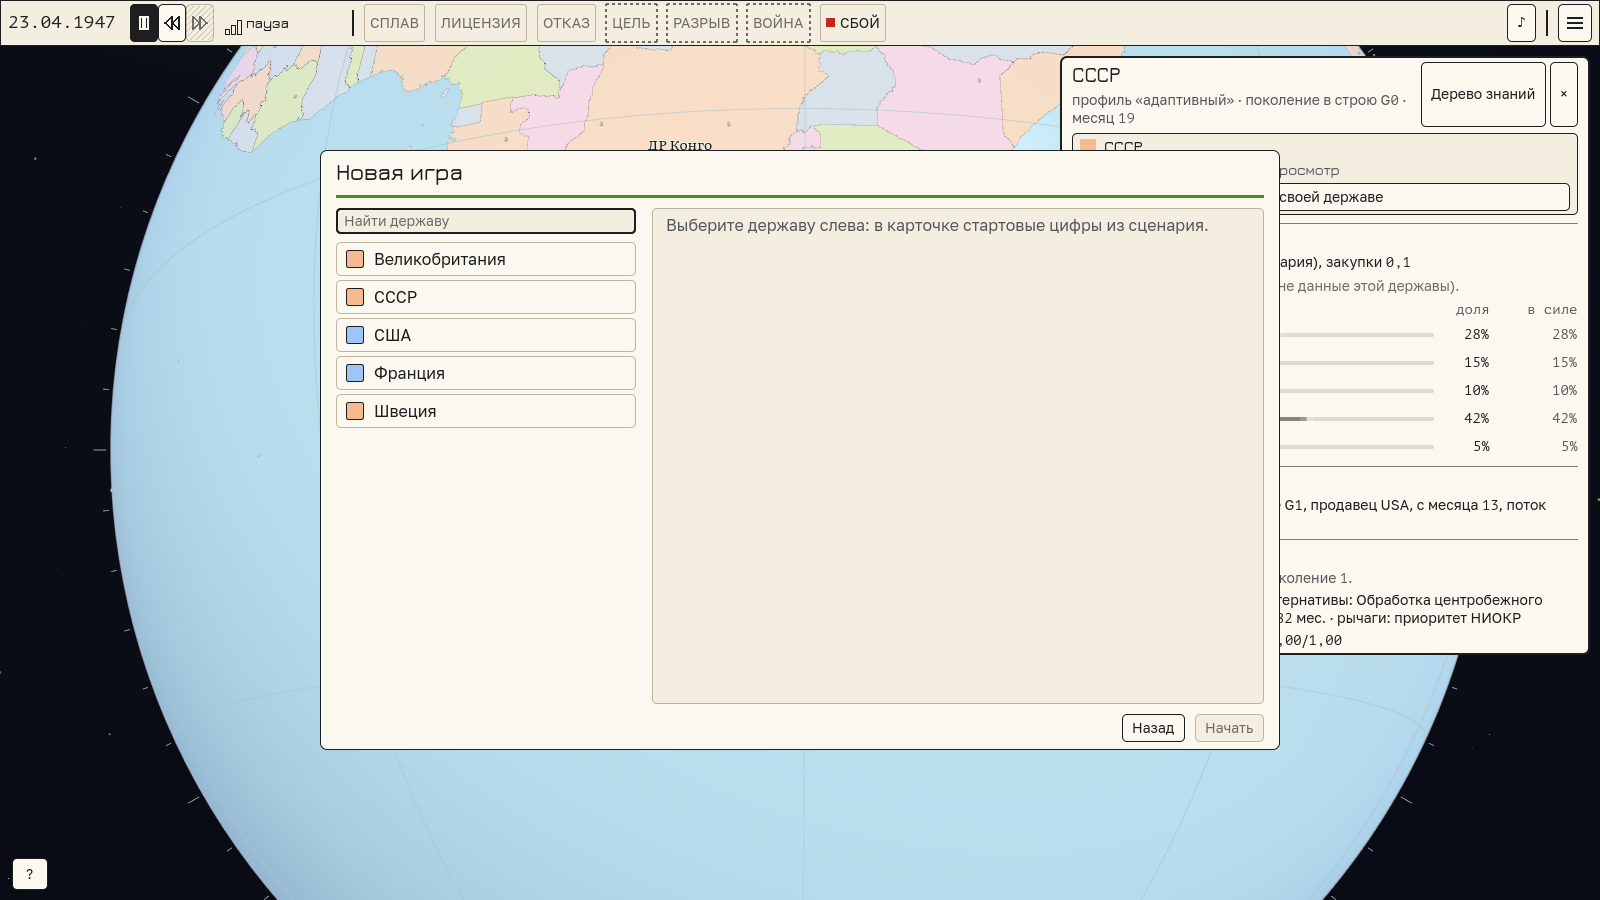 23.04.1947
пауза
СПЛАВ
ЛИЦЕНЗИЯ
ОТКАЗ
ЦЕЛЬ
РАЗРЫВ
ВОЙНА
СБОЙ
♪
ДР Конго
СССР
профиль «адаптивный» · поколение в строю G0 ·
месяц 19
Дерево знаний
×
СССР
росмотр
своей державе
ария), закупки 0,1
не данные этой державы).
доля
в силе
28%
28%
15%
15%
10%
10%
42%
42%
5%
5%
G1, продавец USA, с месяца 13, поток
коление 1.
тернативы: Обработка центробежного
32 мес. · рычаги: приоритет НИОКР
,00/1,00
Новая игра
Найти державу
Великобритания
СССР
США
Франция
Швеция
Выберите державу слева: в карточке стартовые цифры из сценария.
Назад
Начать
?